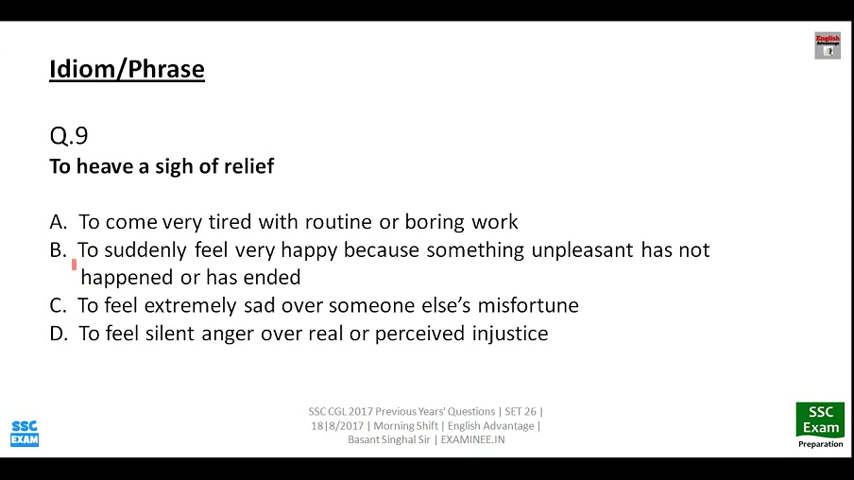 English
Advantage
Idiom/Phrase
Q.9
To heave a sigh of relief
A. To come very tired with routine or boring work
B. To suddenly feel very happy because something unpleasant has not
happened or has ended
C. To feel extremely sad over someone else’s misfortune
D. To feel silent anger over real or perceived injustice
SSC CGL 2017 Previous Years' Questions | SET 26 |
18|8/2017 | Morning Shift | English Advantage |
Basant Singhal Sir | EXAMINEE.IN
SSC
EXAM
SSC
Exam
Preparation